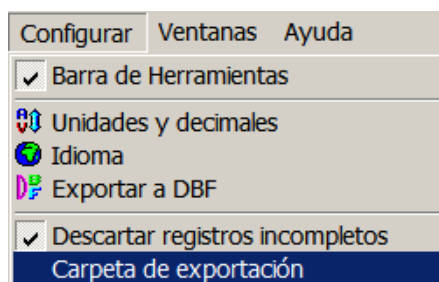 Configurar Ventanas Ayuda
Barra de Herramientas
Unidades y decimales
Idioma
Exportar a DBF
Descartar registros incompletos
Carpeta de exportación